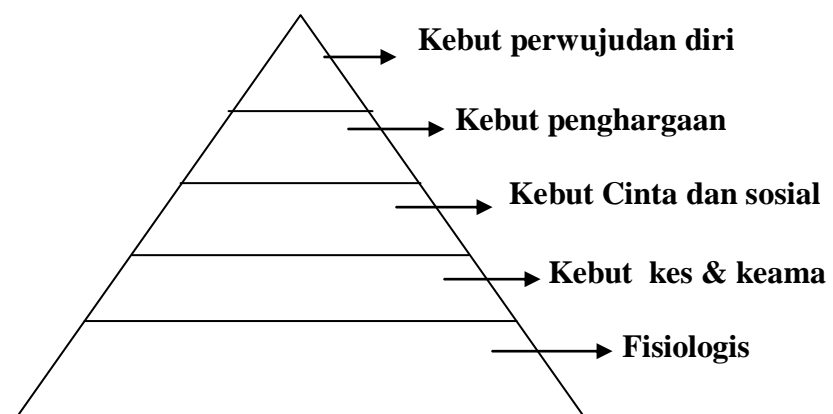 Kebut perwujudan diri
Kebut penghargaan
Kebut Cinta dan sosial
Kebut kes & keama
Fisiologis